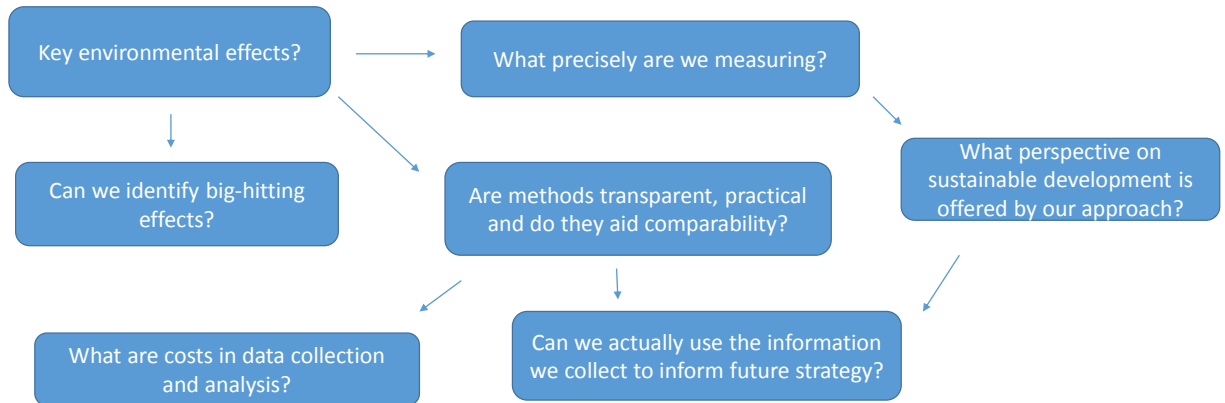 Key environmental effects?
What precisely are we measuring?
What perspective on
sustainable development is
offered by our approach?
Can we identify big-hitting
effects?
Are methods transparent, practical
and do they aid comparability?
What are costs in data collection
and analysis?
Can we actually use the information
we collect to inform future strategy?